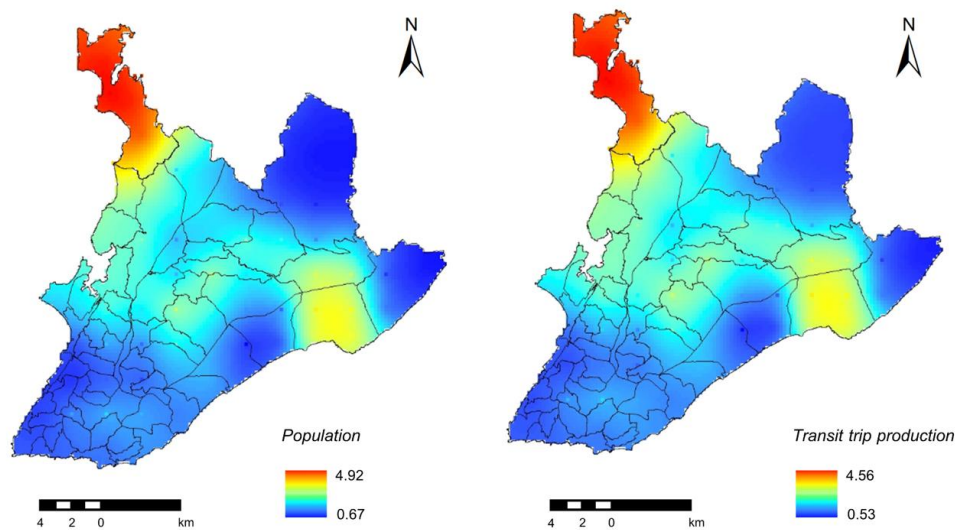 N
N
Population
4.92
0.67
4 2 0 km
Transit trip production
4.56
0.53
4 2 0 km